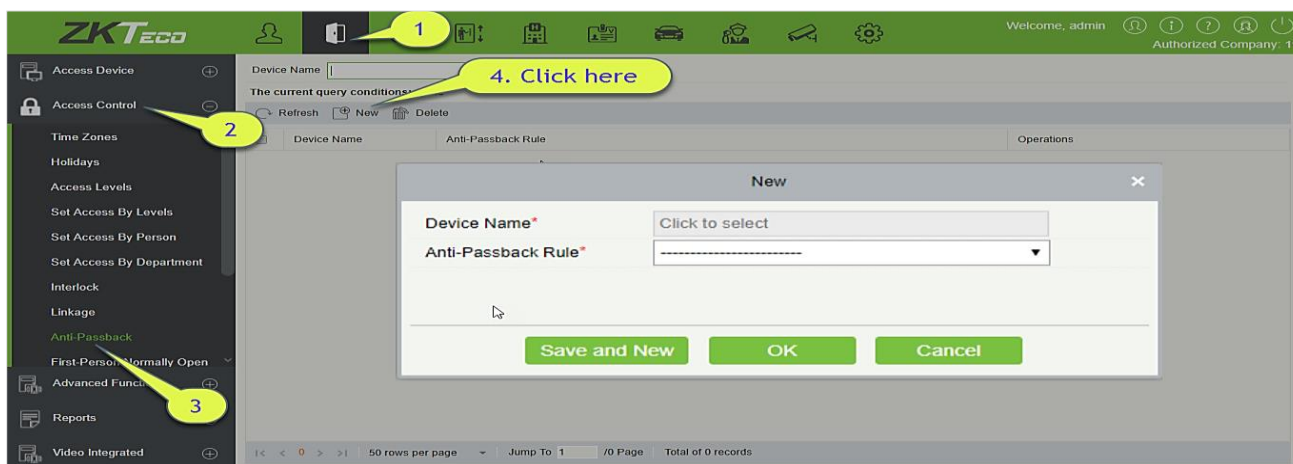 ZKTeco
1
Welcome, admin
Authorized Company: 1
Access Device
Device Name
4. Click here
Access Control
The current query conditions:
2
Refresh New Delete
Time Zones
Device Name Anti-Passback Rule Operations
Holidays
Access Levels
Set Access By Levels
Set Access By Person
Set Access By Department
Interlock
Linkage
Anti-Passback
First-Person Normally Open
3
Advanced
Reports
Video Integrated
New
Device Name*
Click to select
Anti-Passback Rule*
-------------------------
Save and New OK Cancel
|< < 0 > >| 50 rows per page Jump To 1 /0 Page Total of 0 records